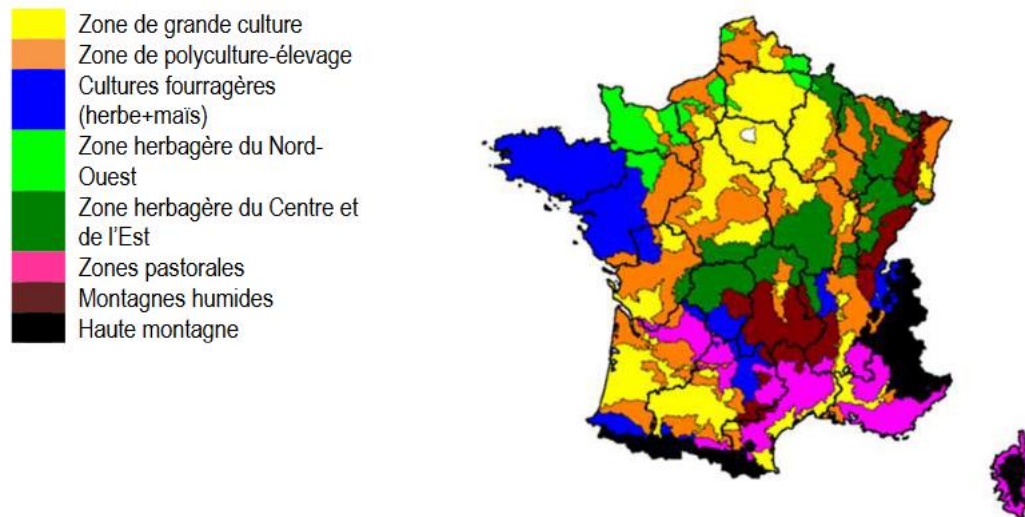 Zone de grande culture
Zone de polyculture-élevage
Cultures fourragères
(herbe+maïs)
Zone herbagère du Nord-
Ouest
Zone herbagère du Centre et
de l'Est
Zones pastorales
Montagnes humides
Haute montagne